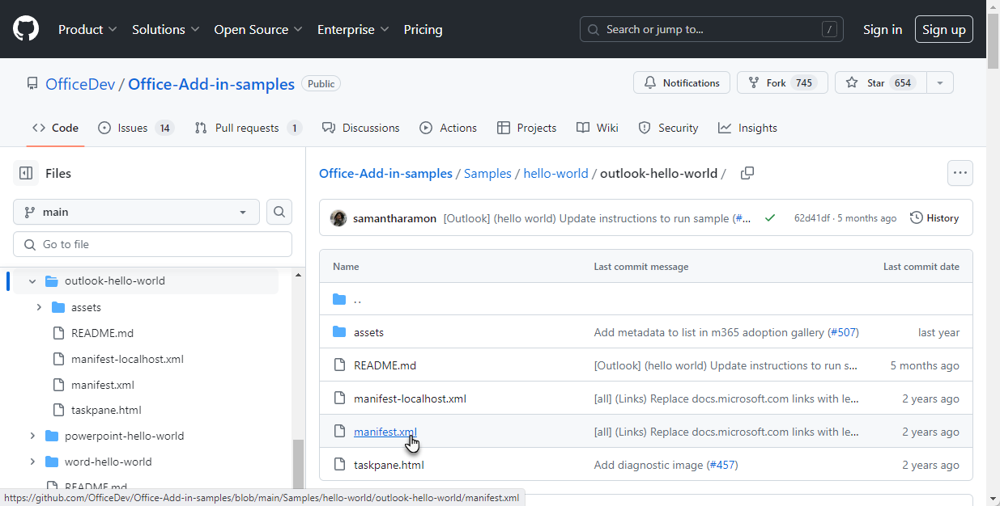 Product Solutions Open Source Enterprise Pricing Search or jump to... / Sign in Sign up
OfficeDev / Office-Add-in-samples Public Notifications Fork 745 Star 654
Code Issues 14 Pull requests 1 Discussions Actions Projects Wiki Security Insights
Files
main
Go to file
outlook-hello-world
assets
README.md
manifest-localhost.xml
manifest.xml
taskpane.html
powerpoint-hello-world
word-hello-world
README.md
Office-Add-in-samples / Samples / hello-world / outlook-hello-world /
samantharamon [Outlook] (hello world) Update instructions to run sample (#... 62d41df · 5 months ago History
Name Last commit message Last commit date
..
assets Add metadata to list in m365 adoption gallery (#507) last year
README.md [Outlook] (hello world) Update instructions to run s... 5 months ago
manifest-localhost.xml [all] (Links) Replace docs.microsoft.com links with le... 2 years ago
manifest.xml [all] (Links) Replace docs.microsoft.com links with le... 2 years ago
taskpane.html Add diagnostic image (#457) 2 years ago
https://github.com/OfficeDev/Office-Add-in-samples/blob/main/Samples/hello-world/outlook-hello-world/manifest.xml